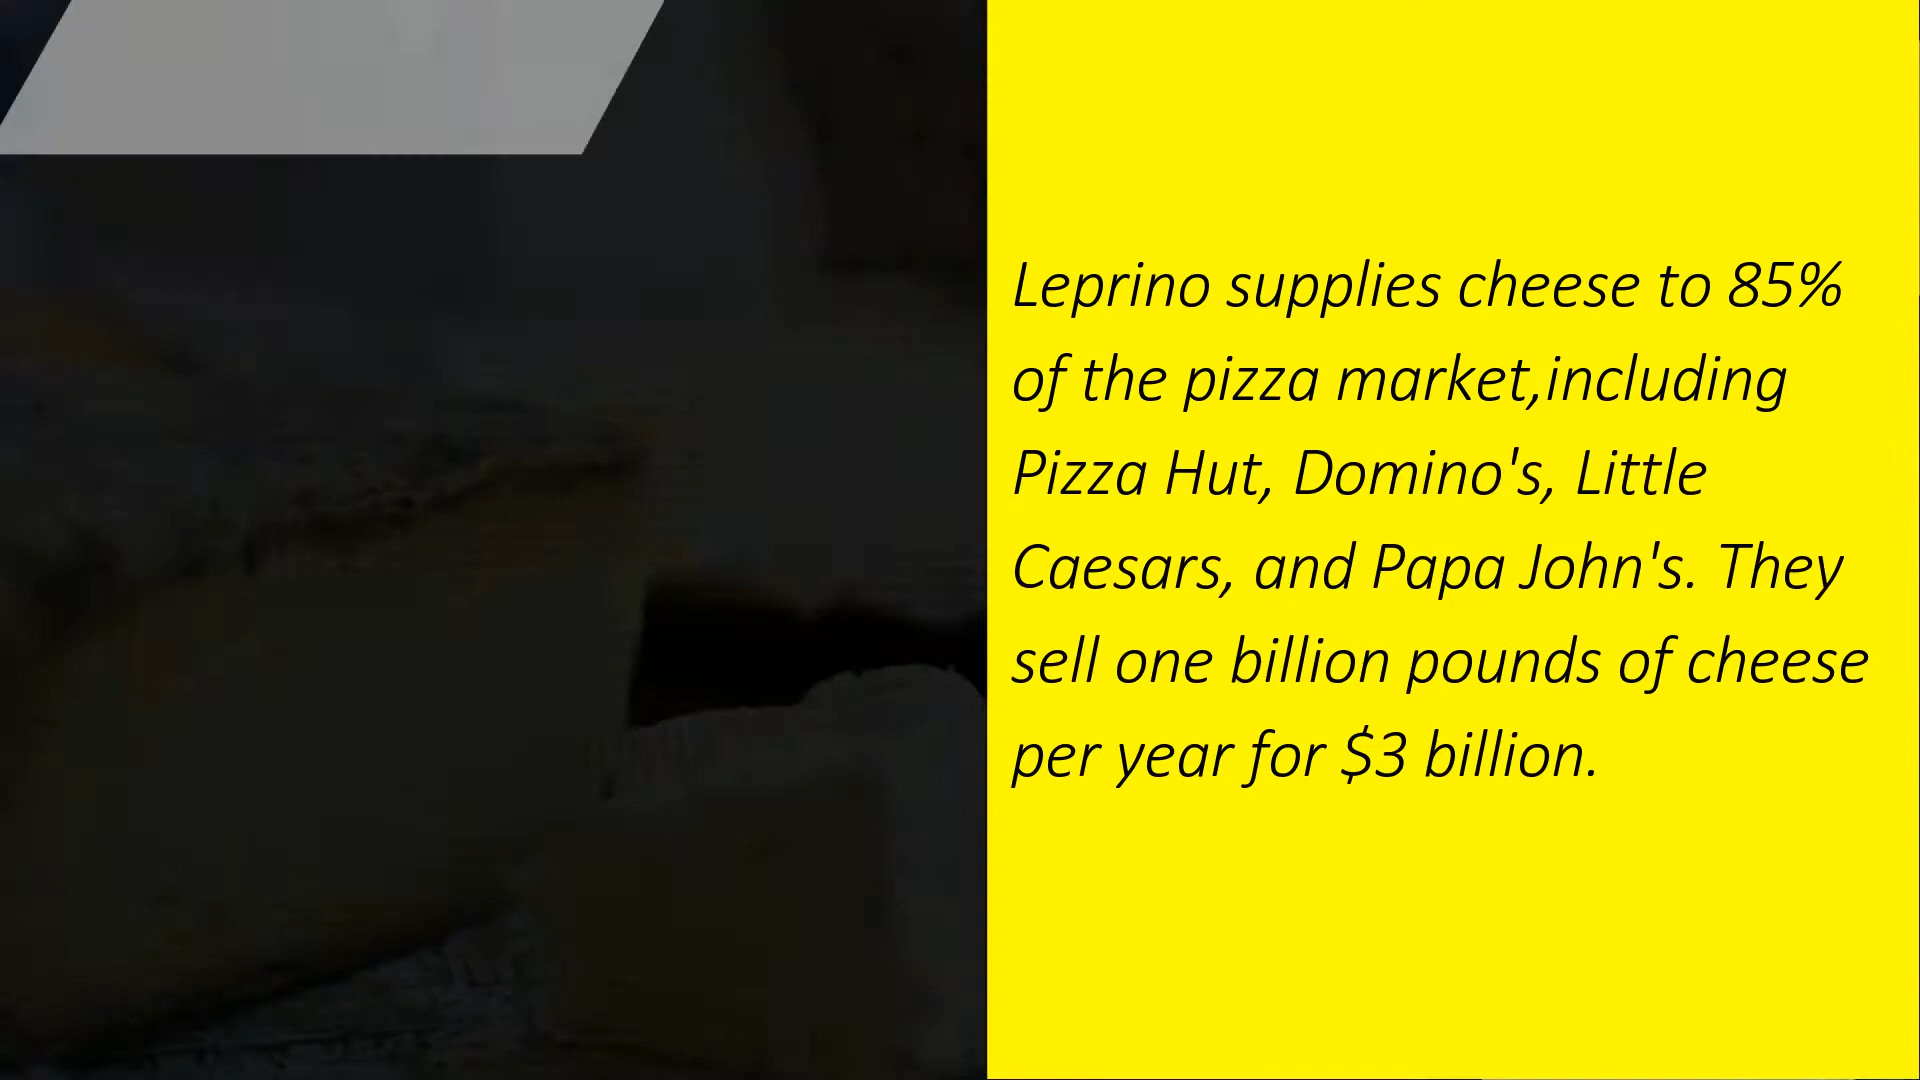 Leprino supplies cheese to 85%
of the pizza market,including
Pizza Hut, Domino's, Little
Caesars, and Papa John's. They
sell one billion pounds of cheese
per year for $3 billion.